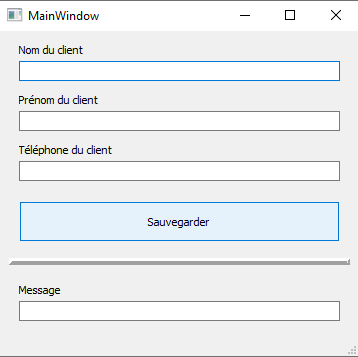 MainWindow
Nom du client
Prénom du client
Téléphone du client
Sauvegarder
Message